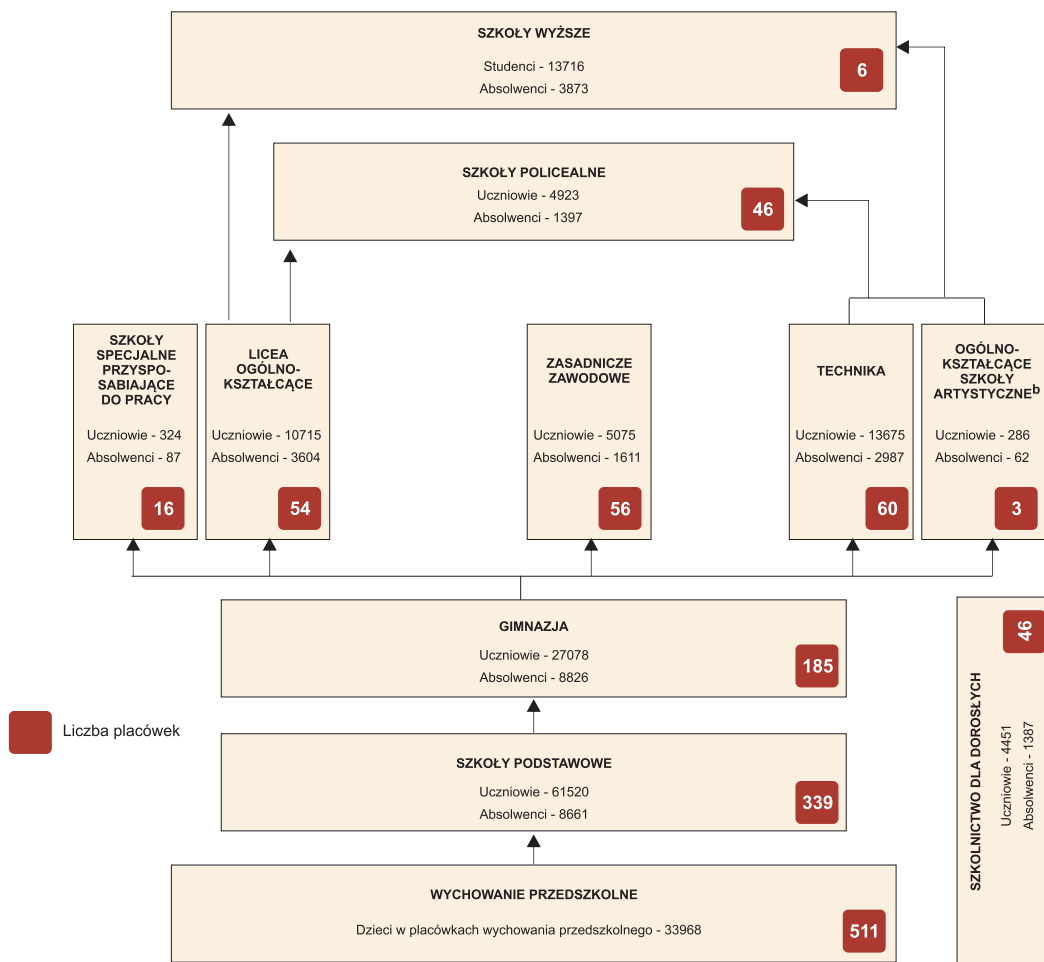 SZKOŁY WYŻSZE
Studenci - 13716
Absolwenci - 3873
6
SZKOŁY POLICEALNE
Uczniowie - 4923
Absolwenci - 1397
46
SZKOŁY
SPECJALNE
PRZYSPO-
SABIAJĄCE
DO PRACY
Uczniowie - 324
Absolwenci - 87
16
LICEA
OGÓLNO-
KSZTAŁCĄCE
Uczniowie - 10715
Absolwenci - 3604
54
ZASADNICZE
ZAWODOWE
Uczniowie - 5075
Absolwenci - 1611
56
TECHNIKA
Uczniowie - 13675
Absolwenci - 2987
60
OGÓLNO-
KSZTAŁCĄCE
SZKOŁY
ARTYSTYCZNEb
Uczniowie - 286
Absolwenci - 62
3
GIMNAZJA
Uczniowie - 27078
Absolwenci - 8826
185
Liczba placówek
SZKOŁY PODSTAWOWE
Uczniowie - 61520
Absolwenci - 8661
339
WYCHOWANIE PRZEDSZKOLNE
Dzieci w placówkach wychowania przedszkolnego - 33968
511
SZKOLNICTWO DLA DOROSŁYCH
Uczniowie - 4451
Absolwenci - 1387
46